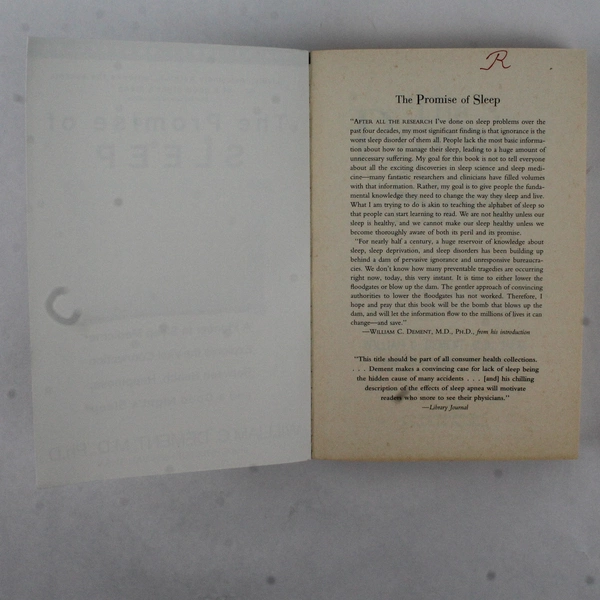 R
The Promise of Sleep
"AFTER ALL THE RESEARCH I've done on sleep problems over the
past four decades, my most significant finding is that ignorance is the
worst sleep disorder of them all. People lack the most basic informa-
tion about how to manage their sleep, leading to a huge amount of
unnecessary suffering. My goal for this book is not to tell everyone
about all the exciting discoveries in sleep science and sleep medi-
cine—many fantastic researchers and clinicians have filled volumes
with that information. Rather, my goal is to give people the funda-
mental knowledge they need to change the way they sleep and live.
What I am trying to do is akin to teaching the alphabet of sleep so
that people can start learning to read. We are not healthy unless our
sleep is healthy, and we cannot make our sleep healthy unless we
become thoroughly aware of both its peril and its promise.
"For nearly half a century, a huge reservoir of knowledge about
sleep, sleep deprivation, and sleep disorders has been building up
behind a dam of pervasive ignorance and unresponsive bureaucra-
cies. We don't know how many preventable tragedies are occurring
right now, today, this very instant. It is time to either lower the
floodgates or blow up the dam. The gentler approach of convincing
authorities to lower the floodgates has not worked. Therefore, I
hope and pray that this book will be the bomb that blows up the
dam, and will let the information flow to the millions of lives it can
change—and save."
—WILLIAM C. DEMENT, M.D., PH.D., from his introduction
"This title should be part of all consumer health collections.
. . . Dement makes a convincing case for lack of sleep being
the hidden cause of many accidents . . . [and] his chilling
description of the effects of sleep apnea will motivate
readers who snore to see their physicians."
—Library Journal